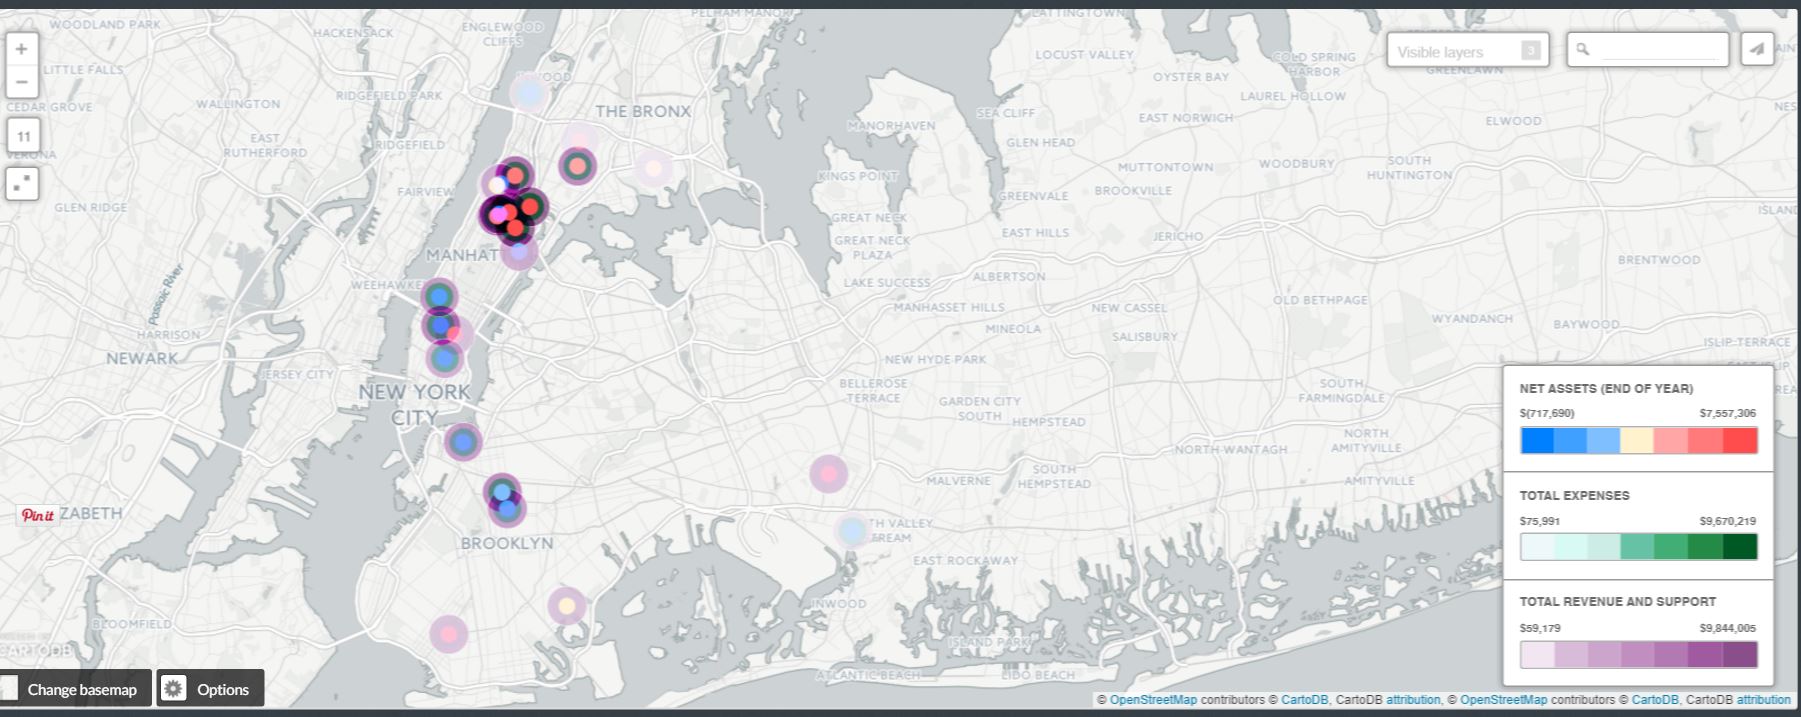 WOODLAND PARK
HACKENSACK
ENGLEWOOD
CLIFFS
PELHAM MANOR
LATTINGTOWN
+
−
LITTLE FALLS
RIDGEFIELD PARK
THE BRONX
LOCUST VALLEY
COLD SPRING
HARBOR
Visible layers 3
GREENLAWN
OYSTER BAY
LAUREL HOLLOW
CEDAR GROVE
WALLINGTON
SEA CLIFF
EAST NORWICH
ELWOOD
11
VERONA
EAST
RUTHERFORD
RIDGEFIELD
MANORHAVEN
GLEN HEAD
MUTTONTOWN
WOODBURY
SOUTH
HUNTINGTON
FAIRVIEW
KINGS POINT
GREENVALE
BROOKVILLE
GLEN RIDGE
GREAT NECK
EAST HILLS
JERICHO
ISLAND
GREAT NECK
PLAZA
MANHAT
BRENTWOOD
Passaic River
WEEHAWKE
LAKE SUCCESS
ALBERTSON
MANHASSET HILLS
NEW CASSEL
OLD BETHPAGE
WYANDANCH
BAYWOOD
HARRISON
MINEOLA
SALISBURY
ISLIP TERRACE
NEWARK
JERSEY CITY
NEW HYDE PARK
NEW YORK
CITY
BELLEROSE
TERRACE
GARDEN CITY
SOUTH
HEMPSTEAD
SOUTH
FARMINGDALE
NORTH WANTAGH
NORTH
AMITYVILLE
AMITYVILLE
MALVERNE
SOUTH
HEMPSTEAD
Pin it
ZABETH
BROOKLYN
TH VALLEY
REAM
EAST ROCKAWAY
INWOOD
BLOOMFIELD
ISLAND PARK
CARTODB
ATLANTIC BEACH
LIDO BEACH
NET ASSETS (END OF YEAR)
$(717,690) $7,557,306
TOTAL EXPENSES
$75,991 $9,670,219
TOTAL REVENUE AND SUPPORT
$59,179 $9,844,005
Change basemap
Options
© OpenStreetMap contributors © CartoDB, CartoDB attribution, © OpenStreetMap contributors © CartoDB, CartoDB attribution